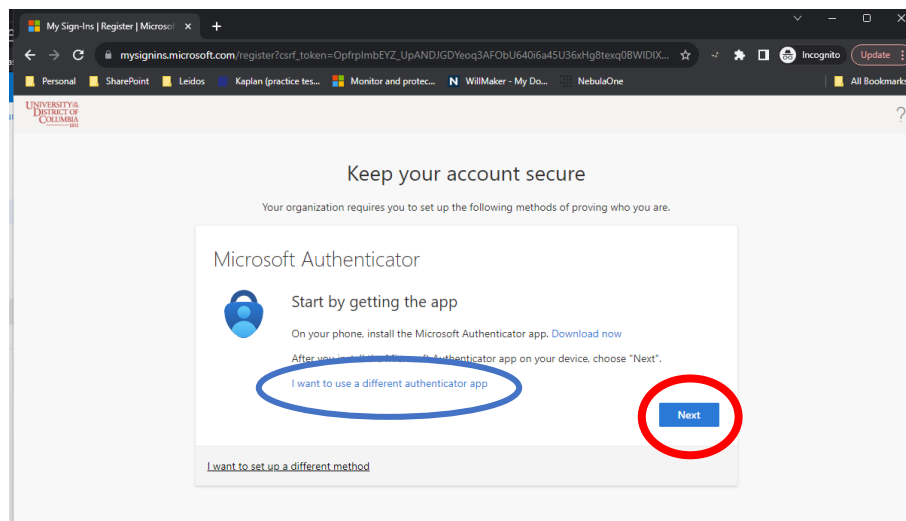 My Sign-Ins | Register | Microsof
mysignins.microsoft.com/register?csrf_token=OpfrpImbEYZ_UpANDJGDYeoq3AFObU640i6a45U36xHg8texq0BWIDIX...
Incognito
Update
Personal
SharePoint
Leidos
Kaplan (practice tes...
Monitor and protec...
WillMaker - My Do...
NebulaOne
All Bookmarks
UNIVERSITY OF THE
DISTRICT OF
COLUMBIA
?
Keep your account secure
Your organization requires you to set up the following methods of proving who you are.
Microsoft Authenticator
Start by getting the app
On your phone, install the Microsoft Authenticator app. Download now
After you install the Microsoft Authenticator app on your device, choose "Next".
I want to use a different authenticator app
Next
I want to set up a different method